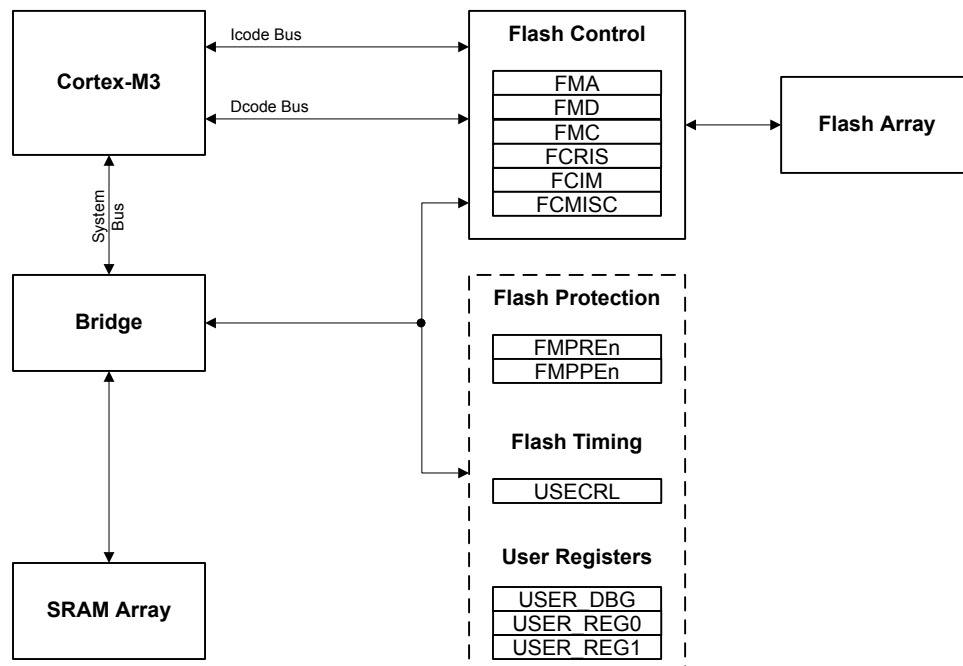 Icode Bus
Cortex-M3
Dcode Bus
System
Bus
Bridge
SRAM Array
Flash Control
FMA
FMD
FMC
FCRIS
FCIM
FCMISC
Flash Array
Flash Protection
FMPREn
FMPPEn
Flash Timing
USECRL
User Registers
USER_DBG
USER_REG0
USER_REG1